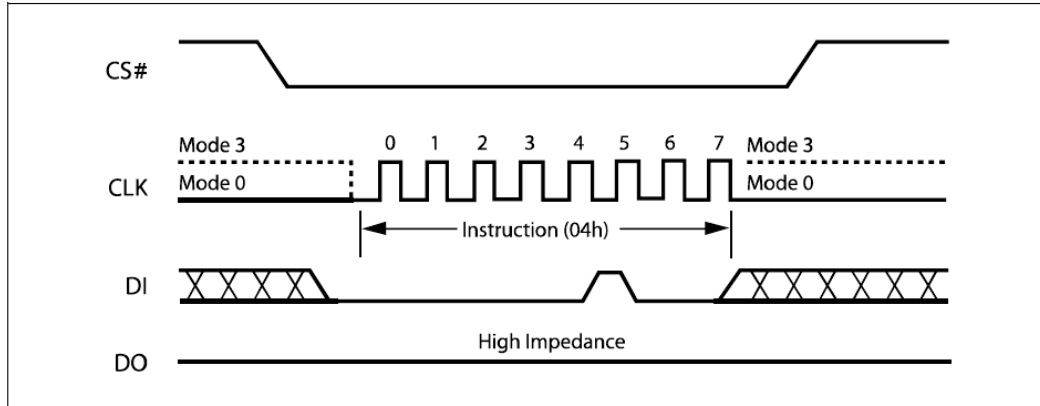 CS#
Mode 3 0 1 2 3 4 5 6 7 Mode 3
CLK Mode 0 Mode 0
Instruction (04h)
DI
High Impedance
DO